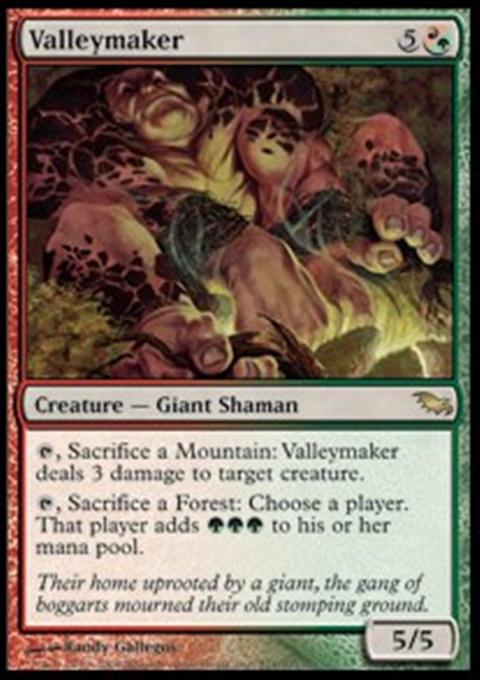 Valleymaker 5
Creature — Giant Shaman
, Sacrifice a Mountain: Valleymaker
deals 3 damage to target creature.
, Sacrifice a Forest: Choose a player.
That player adds to his or her
mana pool.
Their home uprooted by a giant, the gang of
boggarts mourned their old stomping ground.
Randy Gallegos
5/5